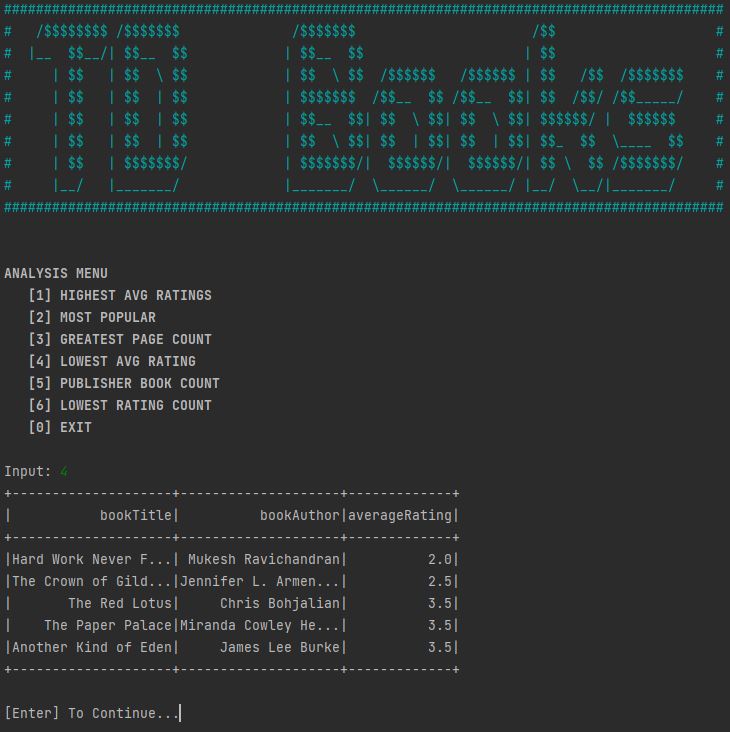 ##########################################################################################
#   /$$$$$$$$ /$$$$$$$              /$$$$$$$                      /$$                    #
#  |__  $$__/| $$__  $$            | $$__  $$                    | $$                    #
#     | $$   | $$  \ $$            | $$  \ $$  /$$$$$$   /$$$$$$ | $$   /$$  /$$$$$$$    #
#     | $$   | $$  | $$            | $$$$$$$  /$$__  $$ /$$__  $$| $$  /$$/ /$$_____/    #
#     | $$   | $$  | $$            | $$__  $$| $$  \ $$| $$  \ $$| $$$$$$/ |  $$$$$$     #
#     | $$   | $$  | $$            | $$  \ $$| $$  | $$| $$  | $$| $$_  $$  \____  $$    #
#     | $$   | $$$$$$$/            | $$$$$$$/|  $$$$$$/|  $$$$$$/| $$ \  $$ /$$$$$$$/    #
#     |__/   |_______/             |_______/  \______/  \______/ |__/  \__/|_______/     #
##########################################################################################
ANALYSIS MENU
   [1] HIGHEST AVG RATINGS
   [2] MOST POPULAR
   [3] GREATEST PAGE COUNT
   [4] LOWEST AVG RATING
   [5] PUBLISHER BOOK COUNT
   [6] LOWEST RATING COUNT
   [0] EXIT
Input: 4
+--------------------+--------------------+-------------+
|           bookTitle|          bookAuthor|averageRating|
+--------------------+--------------------+-------------+
|Hard Work Never F...| Mukesh Ravichandran|          2.0|
|The Crown of Gild...|Jennifer L. Armen...|          2.5|
|       The Red Lotus|     Chris Bohjalian|          3.5|
|    The Paper Palace|Miranda Cowley He...|          3.5|
|Another Kind of Eden|     James Lee Burke|          3.5|
+--------------------+--------------------+-------------+
[Enter] To Continue...